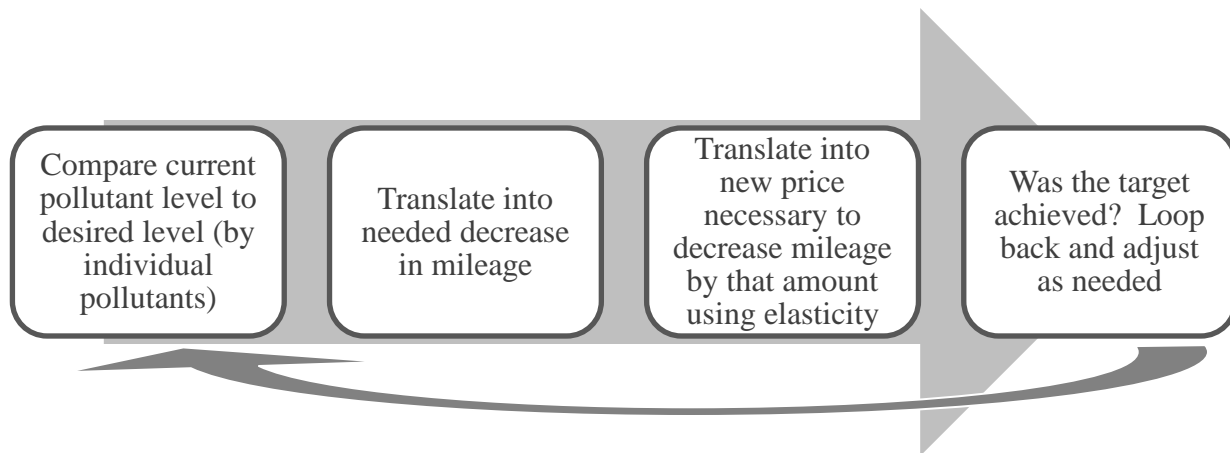 Compare current
pollutant level to
desired level (by
individual
pollutants)
Translate into
needed decrease
in mileage
Translate into
new price
necessary to
decrease mileage
by that amount
using elasticity
Was the target
achieved?  Loop
back and adjust
as needed